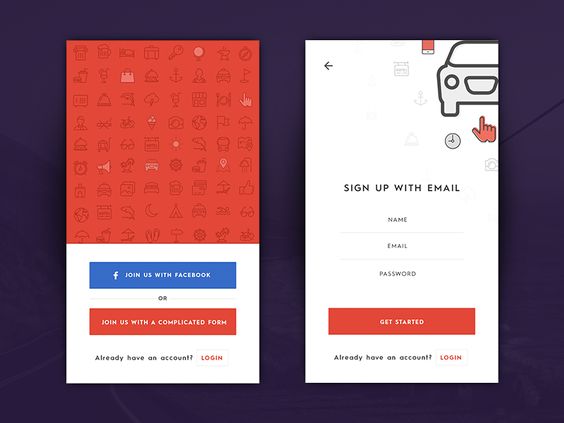 JOIN US WITH FACEBOOK
OR
JOIN US WITH A COMPLICATED FORM
Already have an account? LOGIN
SIGN UP WITH EMAIL
NAME
EMAIL
PASSWORD
GET STARTED
Already have an account? LOGIN